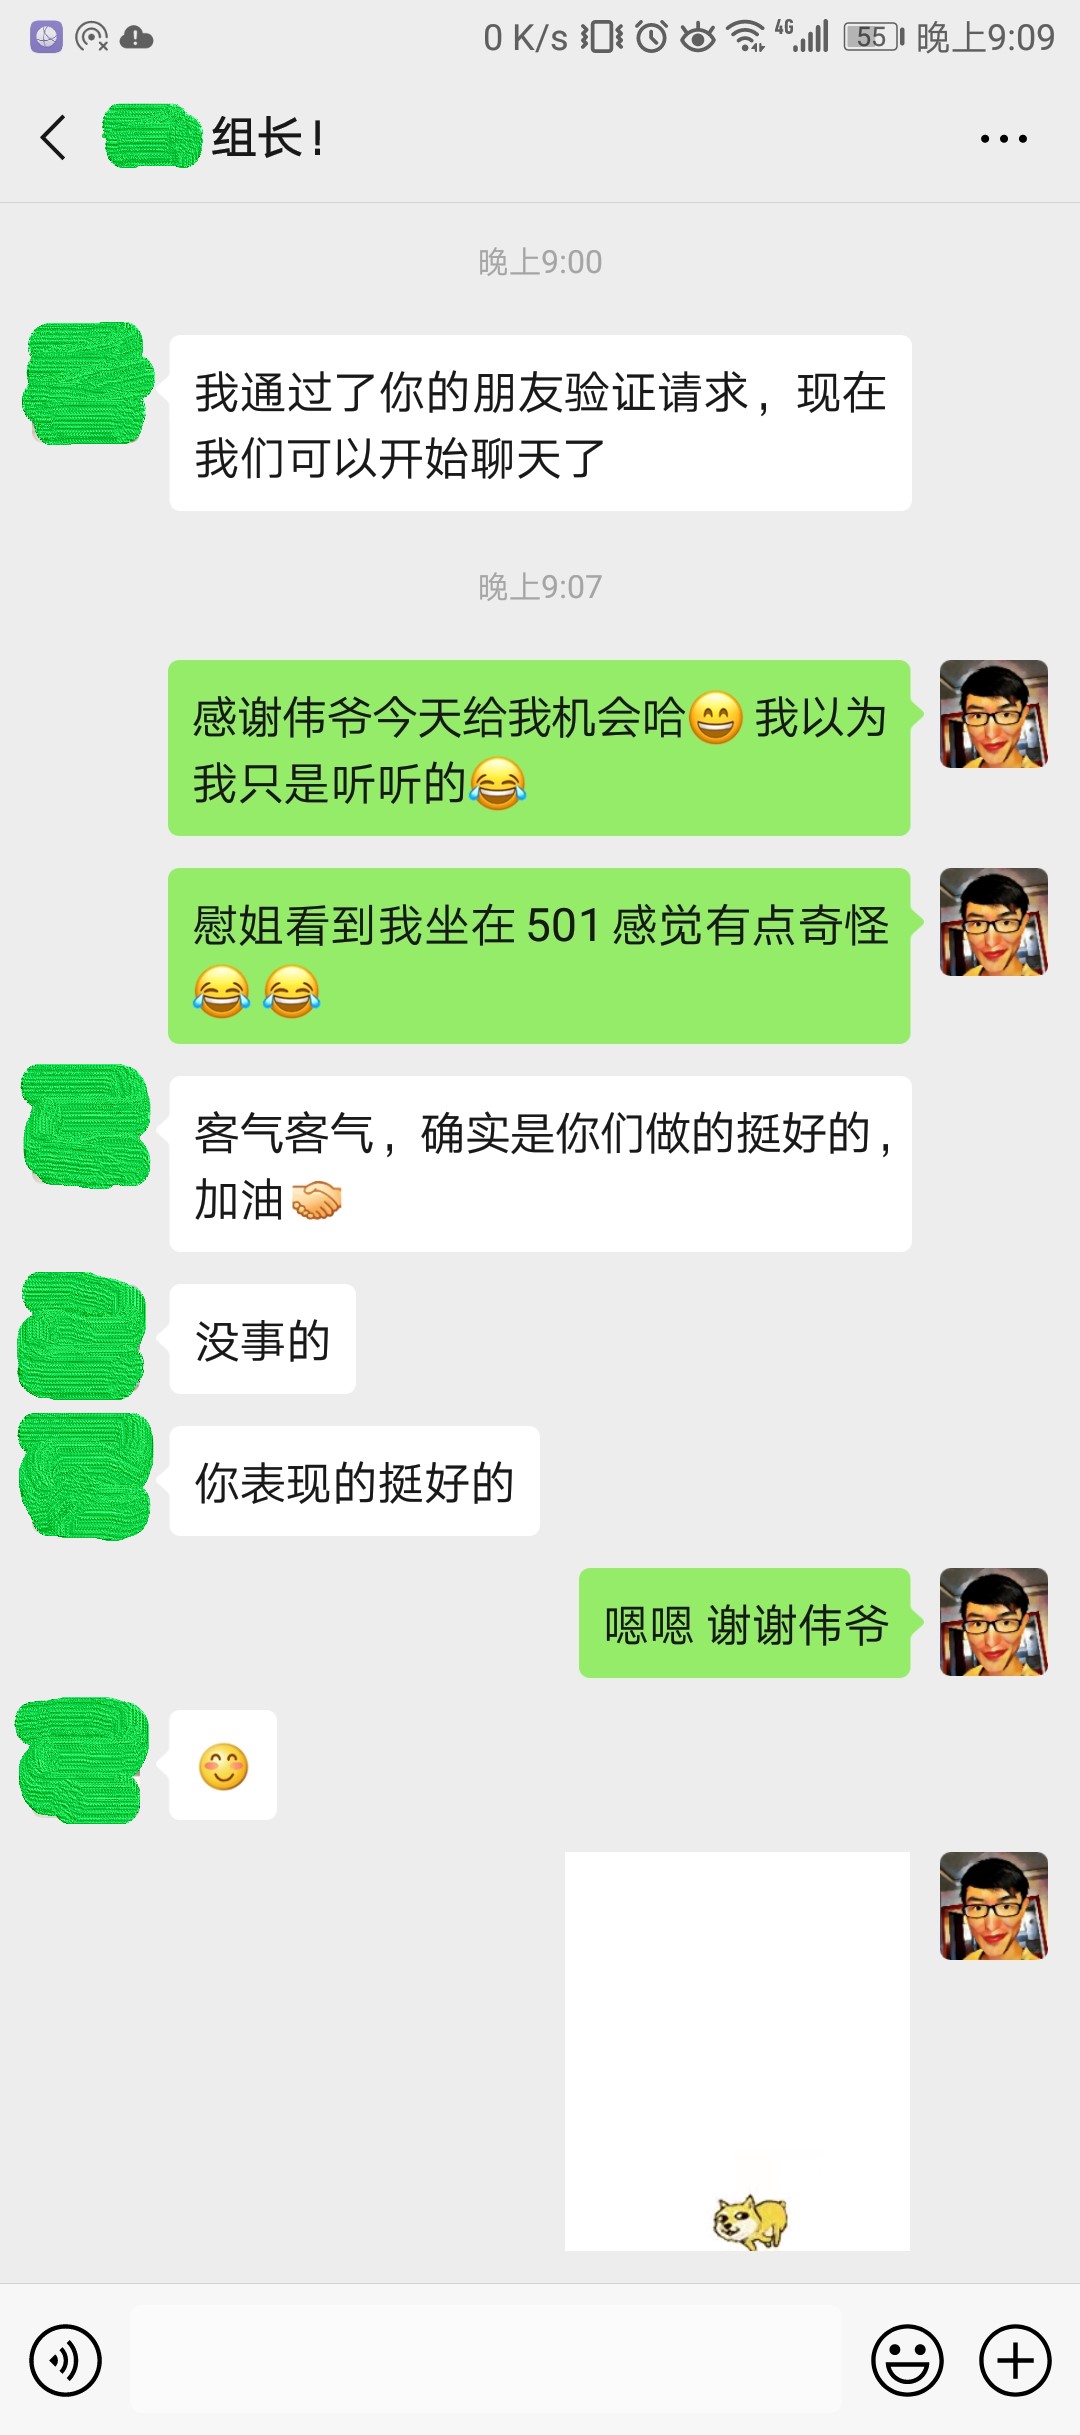 0 K/s 4G 55 晚上9:09
组长！
晚上9:00
我通过了你的朋友验证请求，现在
我们可以开始聊天了
晚上9:07
感谢伟爷今天给我机会哈😄 我以为
我只是听听的😂
慰姐看到我坐在 501 感觉有点奇怪
😂 😂
客气客气，确实是你们做的挺好的，
加油🤝
没事的
你表现的挺好的
嗯嗯 谢谢伟爷
😊